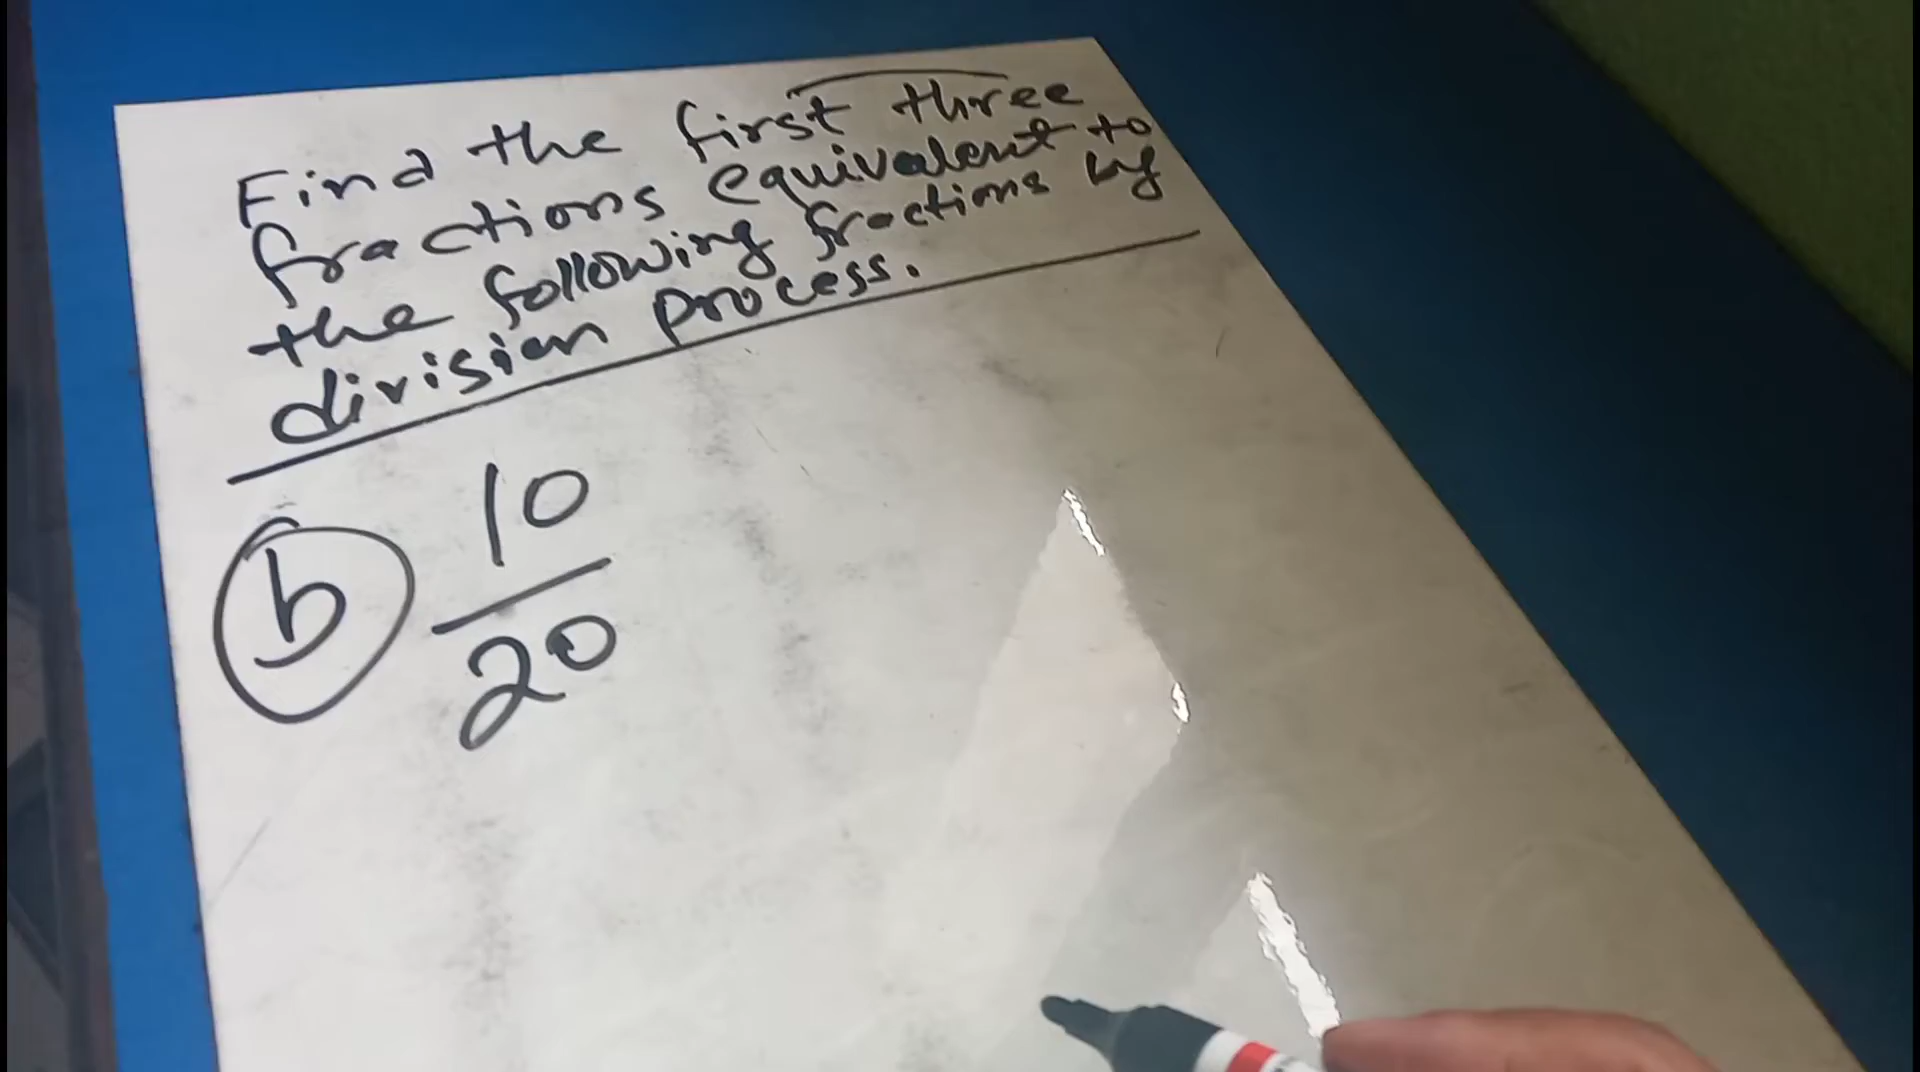 Find the first three
fractions equivalent to
the following fractions by
division process.
b 10
20